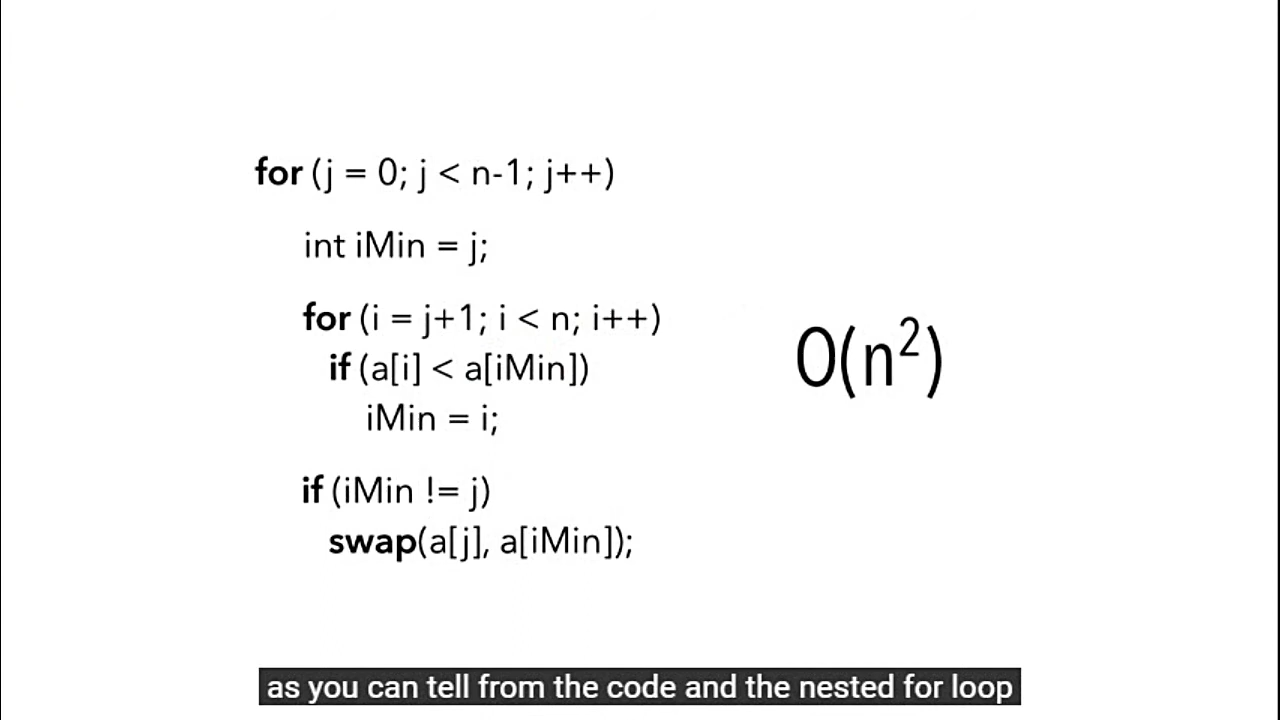 for (j = 0; j < n-1; j++)
int iMin = j;
for (i = j+1; i < n; i++)
if (a[i] < a[iMin])
iMin = i;
if (iMin != j)
swap(a[j], a[iMin]);
O(n²)
as you can tell from the code and the nested for loop